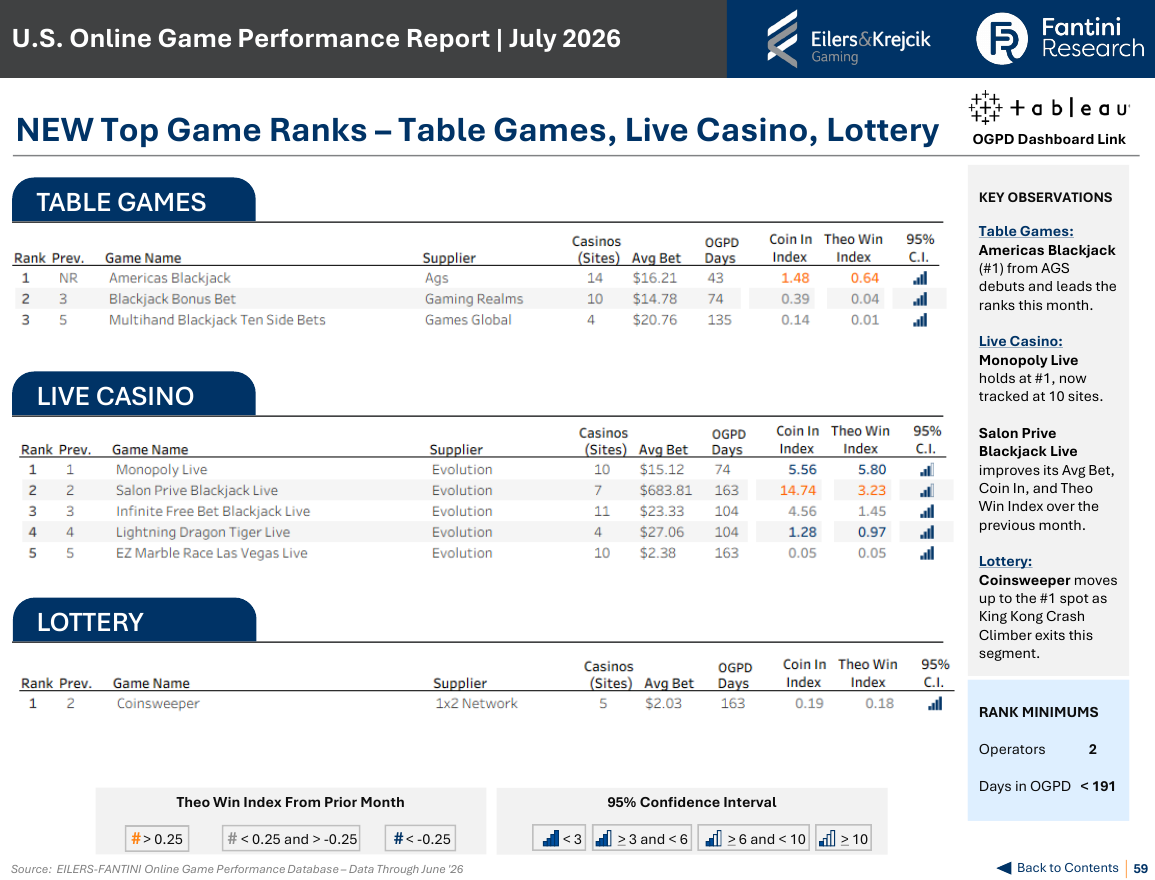 U.S. Online Game Performance Report | July 2026
Eilers&Krejcik
Gaming
Fantini
Research
NEW Top Game Ranks – Table Games, Live Casino, Lottery
+ a b | e a u
OGPD Dashboard Link
TABLE GAMES
Rank Prev. Game Name Supplier Casinos (Sites) Avg Bet OGPD Days Coin In Index Theo Win Index 95% C.I.
1 NR Americas Blackjack Ags 14 $16.21 43 1.48 0.64
2 3 Blackjack Bonus Bet Gaming Realms 10 $14.78 74 0.39 0.04
3 5 Multihand Blackjack Ten Side Bets Games Global 4 $20.76 135 0.14 0.01
LIVE CASINO
Rank Prev. Game Name Supplier Casinos (Sites) Avg Bet OGPD Days Coin In Index Theo Win Index 95% C.I.
1 1 Monopoly Live Evolution 10 $15.12 74 5.56 5.80
2 2 Salon Prive Blackjack Live Evolution 7 $683.81 163 14.74 3.23
3 3 Infinite Free Bet Blackjack Live Evolution 11 $23.33 104 4.56 1.45
4 4 Lightning Dragon Tiger Live Evolution 4 $27.06 104 1.28 0.97
5 5 EZ Marble Race Las Vegas Live Evolution 10 $2.38 163 0.05 0.05
LOTTERY
Rank Prev. Game Name Supplier Casinos (Sites) Avg Bet OGPD Days Coin In Index Theo Win Index 95% C.I.
1 2 Coinsweeper 1x2 Network 5 $2.03 163 0.19 0.18
KEY OBSERVATIONS
Table Games:
Americas Blackjack
(#1) from AGS
debuts and leads the
ranks this month.
Live Casino:
Monopoly Live
holds at #1, now
tracked at 10 sites.
Salon Prive
Blackjack Live
improves its Avg Bet,
Coin In, and Theo
Win Index over the
previous month.
Lottery:
Coinsweeper moves
up to the #1 spot as
King Kong Crash
Climber exits this
segment.
RANK MINIMUMS
Operators 2
Days in OGPD < 191
Theo Win Index From Prior Month
# > 0.25 # < 0.25 and > -0.25 # < -0.25
95% Confidence Interval
< 3 ≥ 3 and < 6 ≥ 6 and < 10 ≥ 10
Source: EILERS-FANTINI Online Game Performance Database – Data Through June '26
Back to Contents 59